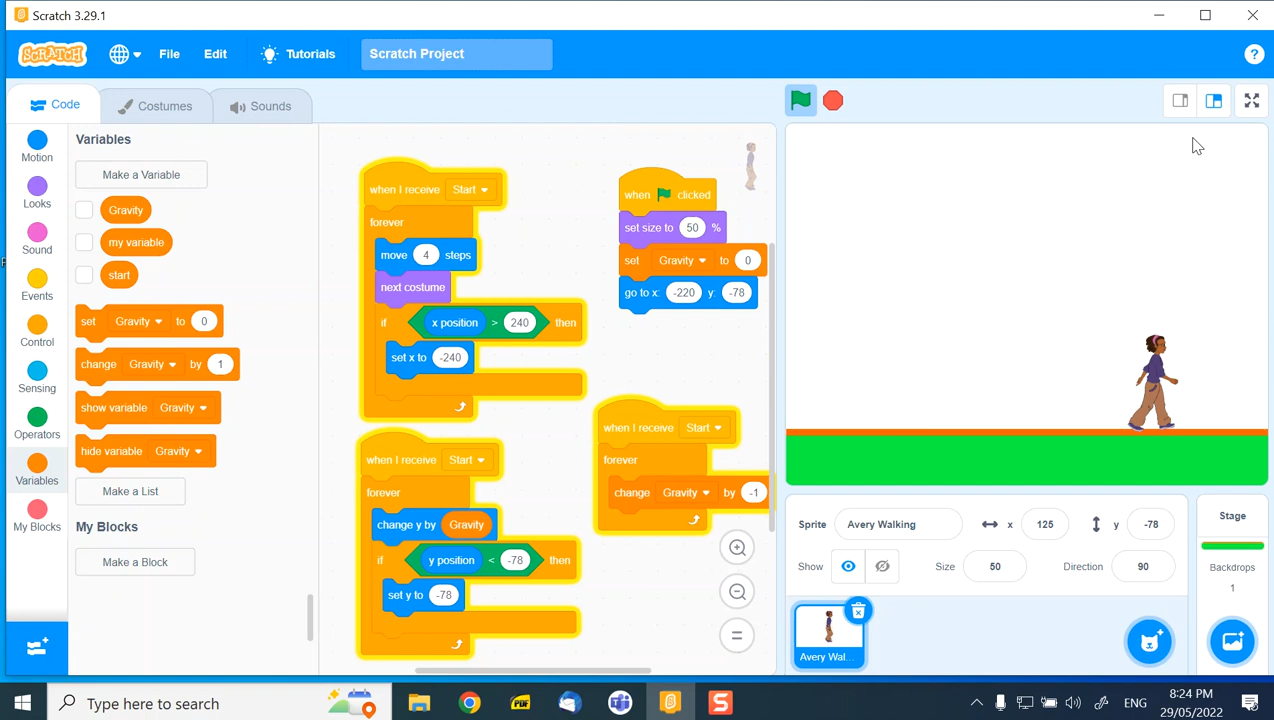 Scratch 3.29.1
SCRATCH
File
Edit
Tutorials
Scratch Project
?
Code
Costumes
Sounds
Motion
Looks
Sound
Events
Control
Sensing
Operators
Variables
My Blocks
Variables
Make a Variable
Gravity
my variable
start
set Gravity to 0
change Gravity by 1
show variable Gravity
hide variable Gravity
Make a List
My Blocks
Make a Block
when I receive Start
forever
move 4 steps
next costume
if x position > 240 then
set x to -240
when I receive Start
forever
change y by Gravity
if y position < -78 then
set y to -78
when clicked
set size to 50 %
set Gravity to 0
go to x: -220 y: -78
when I receive Start
forever
change Gravity by -1
Sprite Avery Walking x 125 y -78
Show Size 50 Direction 90
Avery Wal...
Stage
Backdrops
1
Type here to search
PDF
S
ENG
8:24 PM
29/05/2022